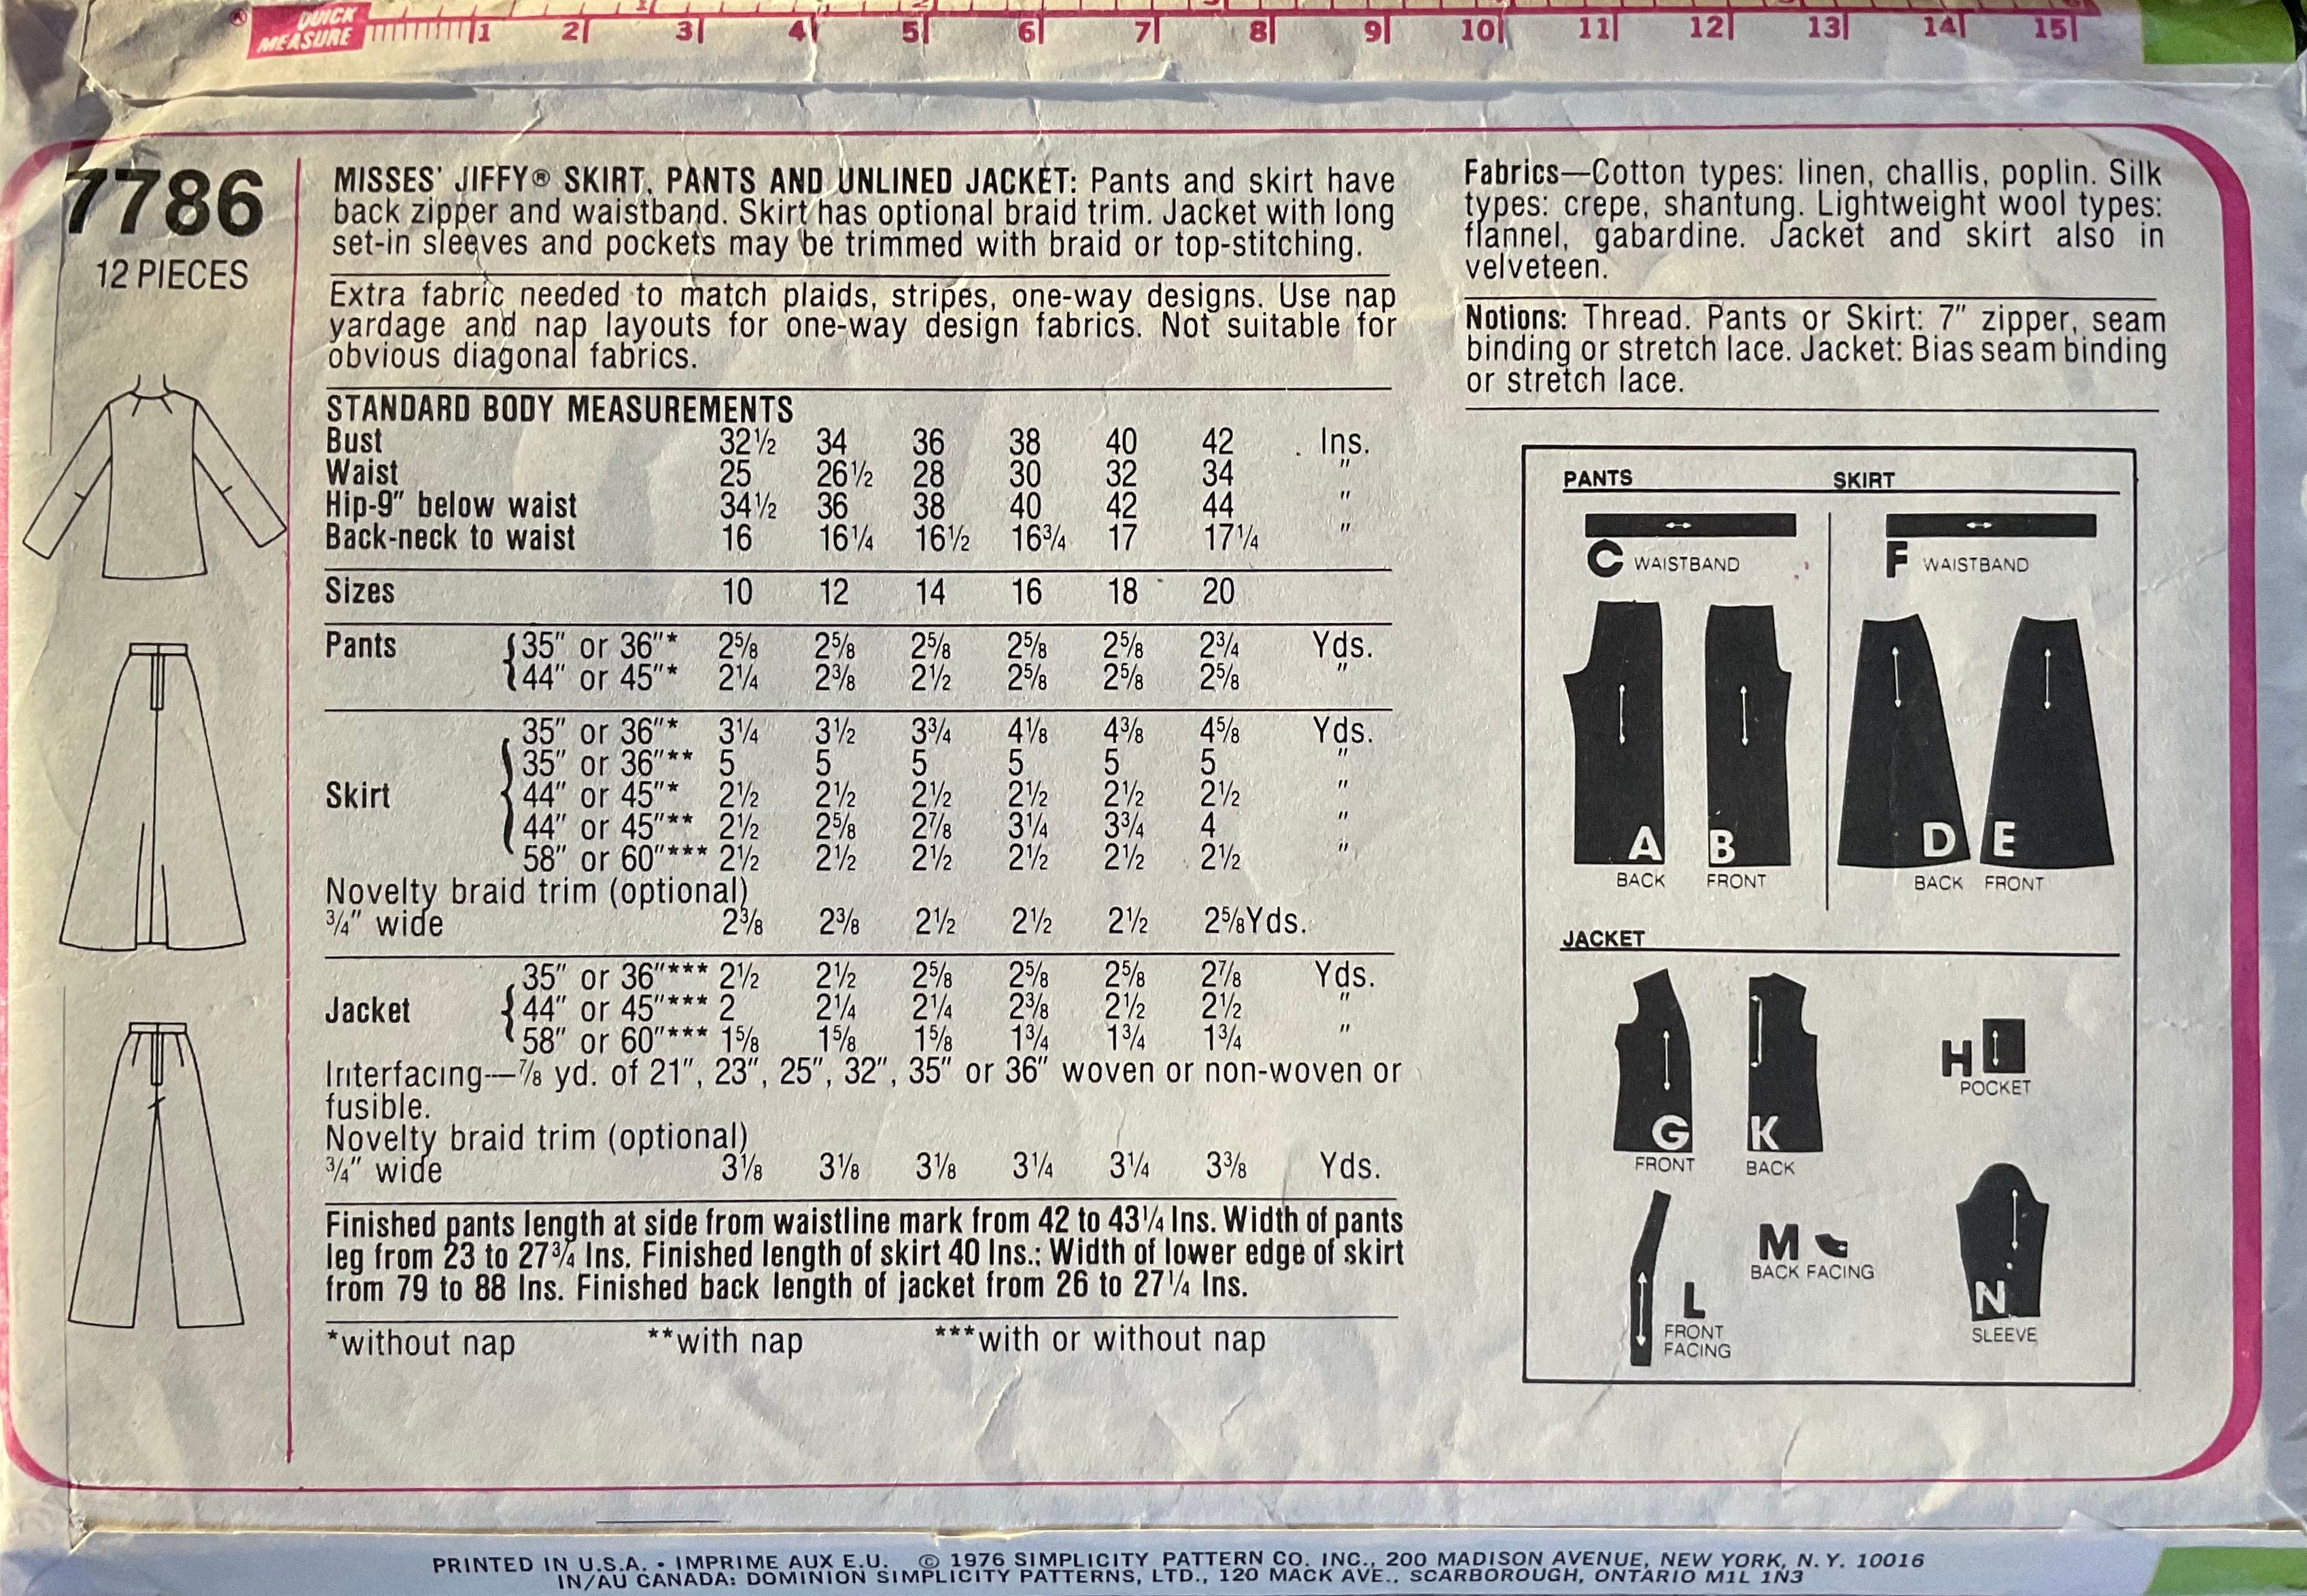 QUICK
MEASURE
1 2 3 4 5 6 7 8 9 10 11 12 13 14 15
7786
12 PIECES
MISSES' JIFFY® SKIRT, PANTS AND UNLINED JACKET: Pants and skirt have
back zipper and waistband. Skirt has optional braid trim. Jacket with long
set-in sleeves and pockets may be trimmed with braid or top-stitching.
Extra fabric needed to match plaids, stripes, one-way designs. Use nap
yardage and nap layouts for one-way design fabrics. Not suitable for
obvious diagonal fabrics.
STANDARD BODY MEASUREMENTS
Bust 32½ 34 36 38 40 42 Ins.
Waist 25 26½ 28 30 32 34 "
Hip-9" below waist 34½ 36 38 40 42 44 "
Back-neck to waist 16 16¼ 16½ 16¾ 17 17¼ "
Sizes 10 12 14 16 18 20
Pants
35" or 36"* 2⅝ 2⅝ 2⅝ 2⅝ 2⅝ 2¾ Yds.
44" or 45"* 2¼ 2⅜ 2½ 2⅝ 2⅝ 2⅝ "
Skirt
35" or 36"* 3¼ 3½ 3¾ 4⅛ 4⅜ 4⅝ Yds.
35" or 36"** 5 5 5 5 5 5 "
44" or 45"* 2½ 2½ 2½ 2½ 2½ 2½ "
44" or 45"** 2½ 2⅝ 2⅞ 3¼ 3¾ 4 "
58" or 60"*** 2½ 2½ 2½ 2½ 2½ 2½ "
Novelty braid trim (optional)
¾" wide 2⅜ 2⅜ 2½ 2½ 2½ 2⅝ Yds.
Jacket
35" or 36"*** 2½ 2½ 2⅝ 2⅝ 2⅝ 2⅞ Yds.
44" or 45"*** 2 2¼ 2¼ 2⅜ 2½ 2½ "
58" or 60"*** 1⅝ 1⅝ 1⅝ 1¾ 1¾ 1¾ "
Interfacing—⅞ yd. of 21", 23", 25", 32", 35" or 36" woven or non-woven or
fusible.
Novelty braid trim (optional)
¾" wide 3⅛ 3⅛ 3⅛ 3¼ 3¼ 3⅜ Yds.
Finished pants length at side from waistline mark from 42 to 43¼ Ins. Width of pants
leg from 23 to 27¾ Ins. Finished length of skirt 40 Ins.: Width of lower edge of skirt
from 79 to 88 Ins. Finished back length of jacket from 26 to 27¼ Ins.
*without nap **with nap ***with or without nap
Fabrics—Cotton types: linen, challis, poplin. Silk
types: crepe, shantung. Lightweight wool types:
flannel, gabardine. Jacket and skirt also in
velveteen.
Notions: Thread. Pants or Skirt: 7" zipper, seam
binding or stretch lace. Jacket: Bias seam binding
or stretch lace.
PANTS SKIRT
C WAISTBAND F WAISTBAND
A B D E
BACK FRONT BACK FRONT
JACKET
H
POCKET
G K
FRONT BACK
M
BACK FACING
L
FRONT
FACING
N
SLEEVE
PRINTED IN U.S.A. • IMPRIME AUX E.U. © 1976 SIMPLICITY PATTERN CO. INC., 200 MADISON AVENUE, NEW YORK, N.Y. 10016
IN/AU CANADA: DOMINION SIMPLICITY PATTERNS, LTD., 120 MACK AVE., SCARBOROUGH, ONTARIO M1L 1N3